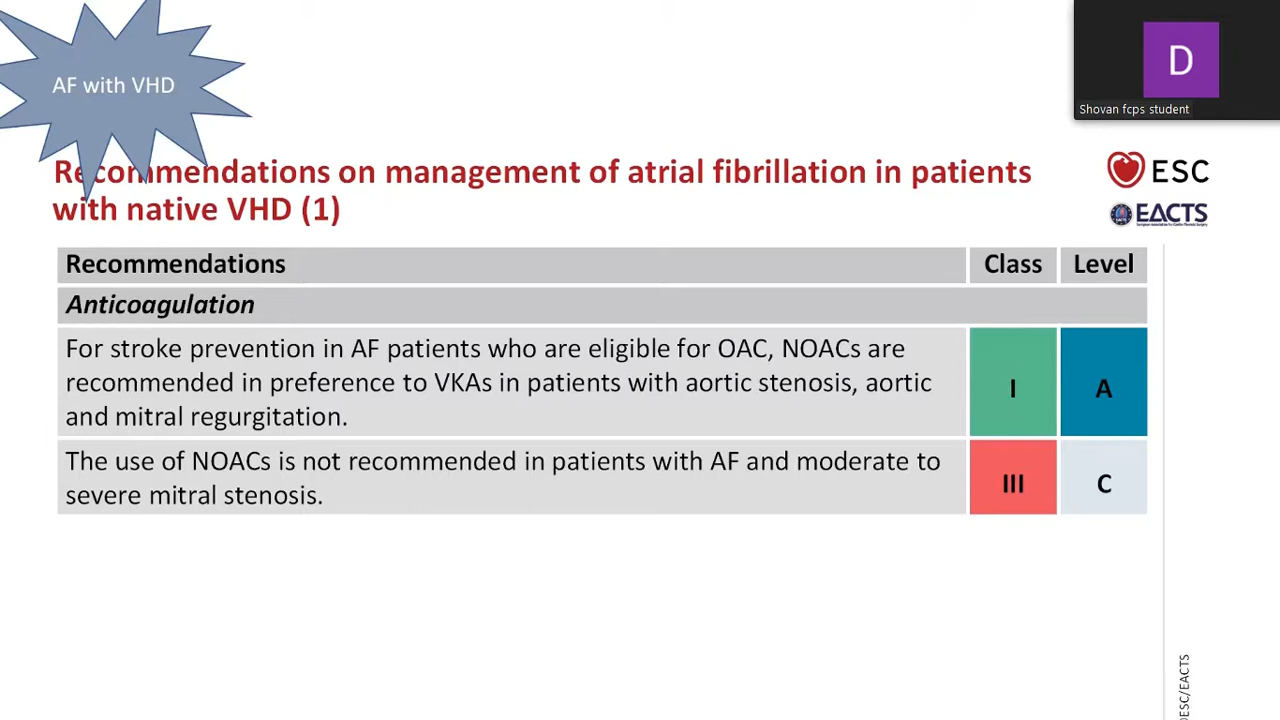 AF with VHD
D
Shovan fcps student
Recommendations on management of atrial fibrillation in patients
with native VHD (1)
ESC
EACTS
Recommendations Class Level
Anticoagulation
For stroke prevention in AF patients who are eligible for OAC, NOACs are
recommended in preference to VKAs in patients with aortic stenosis, aortic
and mitral regurgitation.
I A
The use of NOACs is not recommended in patients with AF and moderate to
severe mitral stenosis.
III C
ESC/EACTS